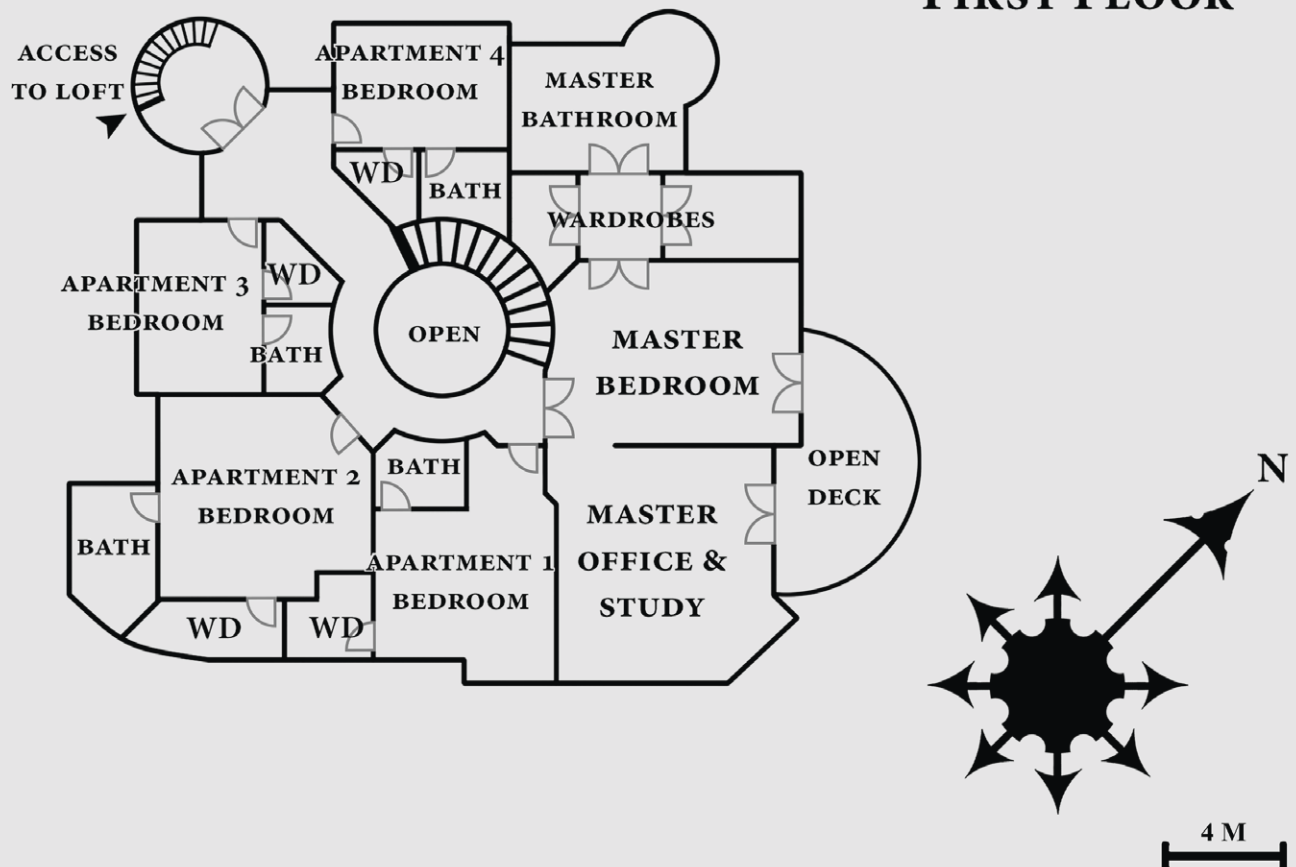 FIRST FLOOR
ACCESS
TO LOFT
APARTMENT 4
BEDROOM
MASTER
BATHROOM
WD
BATH
WARDROBES
APARTMENT 3
BEDROOM
WD
BATH
OPEN
MASTER
BEDROOM
APARTMENT 2
BEDROOM
BATH
OPEN
DECK
BATH
APARTMENT 1
BEDROOM
MASTER
OFFICE &
STUDY
WD
WD
N
4 M